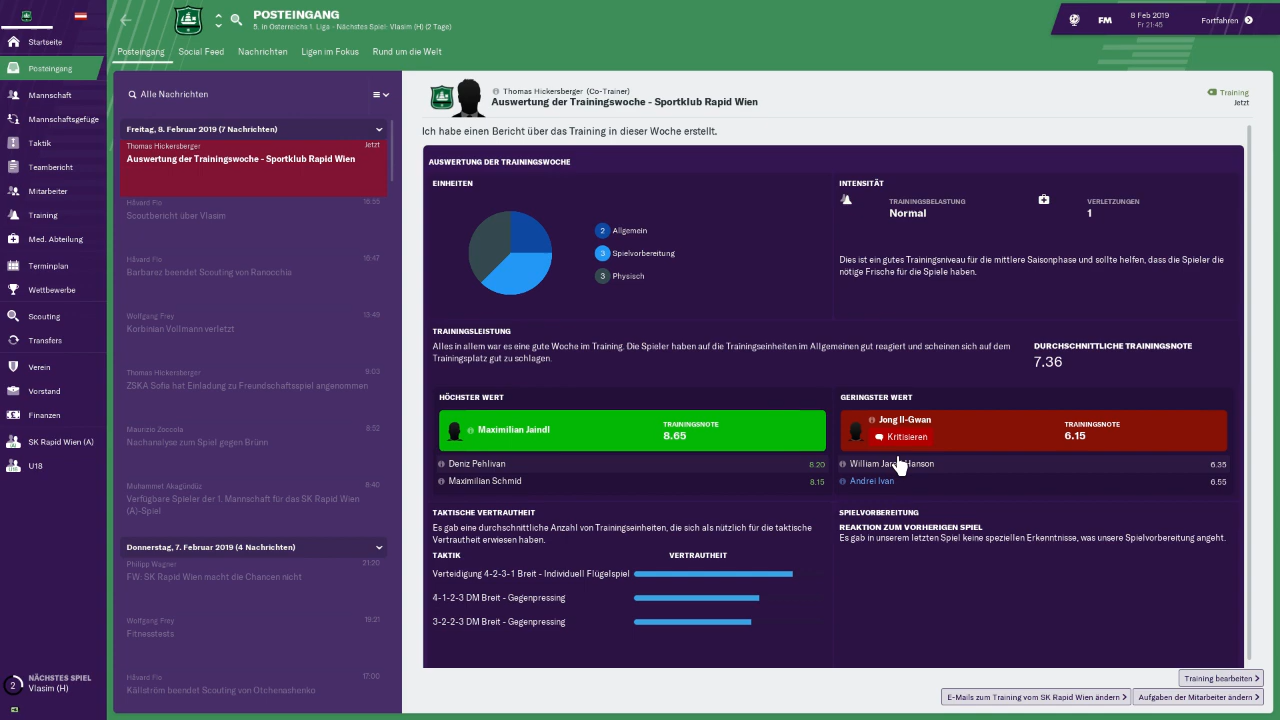 POSTEINGANG
5. in Österreichs 1. Liga - Nächstes Spiel: Vlasim (H) (2 Tage)
FM
8 Feb 2019
Fr 21:45
Fortfahren
Posteingang
Social Feed
Nachrichten
Ligen im Fokus
Rund um die Welt
Startseite
Posteingang
Mannschaft
Mannschaftsgefüge
Taktik
Teambericht
Mitarbeiter
Training
Med. Abteilung
Terminplan
Wettbewerbe
Scouting
Transfers
Verein
Vorstand
Finanzen
SK Rapid Wien (A)
U18
2
NÄCHSTES SPIEL
Vlasim (H)
Alle Nachrichten
Freitag, 8. Februar 2019 (7 Nachrichten)
Thomas Hickersberger
Jetzt
Auswertung der Trainingswoche - Sportklub Rapid Wien
Håvard Flo
Scoutbericht über Vlasim
Håvard Flo
Barbarez beendet Scouting von Ranocchia
Wolfgang Frey
13:49
Korbinian Vollmann verletzt
Thomas Hickersberger
9:03
ZSKA Sofia hat Einladung zu Freundschaftsspiel angenommen
Maurizio Zoccola
8:52
Nachanalyse zum Spiel gegen Brünn
Muhammet Akagündüz
8:40
Verfügbare Spieler der 1. Mannschaft für das SK Rapid Wien
(A)-Spiel
Donnerstag, 7. Februar 2019 (4 Nachrichten)
Philipp Wagner
21:20
FW: SK Rapid Wien macht die Chancen nicht
Wolfgang Frey
19:21
Fitnesstests
Håvard Flo
17:00
Källström beendet Scouting von Otchenashenko
Thomas Hickersberger (Co-Trainer)
Auswertung der Trainingswoche - Sportklub Rapid Wien
Training
Jetzt
Ich habe einen Bericht über das Training in dieser Woche erstellt.
AUSWERTUNG DER TRAININGSWOCHE
EINHEITEN
2 Allgemein
3 Spielvorbereitung
3 Physisch
INTENSITÄT
TRAININGSBELASTUNG
Normal
VERLETZUNGEN
1
Dies ist ein gutes Trainingsniveau für die mittlere Saisonphase und sollte helfen, dass die Spieler die
nötige Frische für die Spiele haben.
TRAININGSLEISTUNG
Alles in allem war es eine gute Woche im Training. Die Spieler haben auf die Trainingseinheiten im Allgemeinen gut reagiert und scheinen sich auf dem
Trainingsplatz gut zu schlagen.
DURCHSCHNITTLICHE TRAININGSNOTE
7.36
HÖCHSTER WERT
Maximilian Jaindl
TRAININGSNOTE
8.65
Deniz Pehlivan
8.20
Maximilian Schmid
8.15
GERINGSTER WERT
Jong Il-Gwan
Kritisieren
TRAININGSNOTE
6.15
William
6.35
Andrei Ivan
6.55
TAKTISCHE VERTRAUTHEIT
Es gab eine durchschnittliche Anzahl von Trainingseinheiten, die sich als nützlich für die taktische
Vertrautheit erwiesen haben.
TAKTIK
VERTRAUTHEIT
Verteidigung 4-2-3-1 Breit - Individuell Flügelspiel
4-1-2-3 DM Breit - Gegenpressing
3-2-2-3 DM Breit - Gegenpressing
SPIELVORBEREITUNG
REAKTION ZUM VORHERIGEN SPIEL
Es gab in unserem letzten Spiel keine speziellen Erkenntnisse, was unsere Spielvorbereitung angeht.
Training bearbeiten
E-Mails zum Training vom SK Rapid Wien ändern
Aufgaben der Mitarbeiter ändern